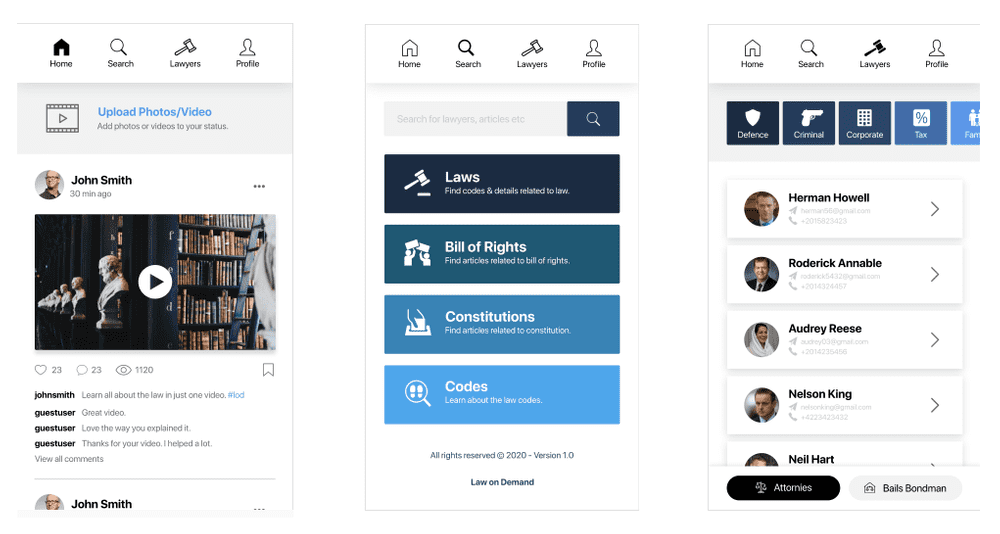 Home Search Lawyers Profile
Upload Photos/Video
Add photos or videos to your status.
John Smith
30 min ago
23 23 1120
johnsmith Learn all about the law in just one video. #lod
guestuser Great video.
guestuser Love the way you explained it.
guestuser Thanks for your video. I helped a lot.
View all comments
John Smith
Home Search Lawyers Profile
Search for lawyers, articles etc
Laws
Find codes & details related to law.
Bill of Rights
Find articles related to bill of rights.
Constitutions
Find articles related to constitution.
Codes
Learn about the law codes.
All rights reserved © 2020 - Version 1.0
Law on Demand
Home Search Lawyers Profile
Defence Criminal Corporate Tax Fam
Herman Howell
herman56@gmail.com
+2015823423
Roderick Annable
roderick5432@gmail.com
+2014324457
Audrey Reese
audrey03@gmail.com
+2014235456
Nelson King
nelsonking@gmail.com
+4223423432
Neil Hart
Attornies Bails Bondman